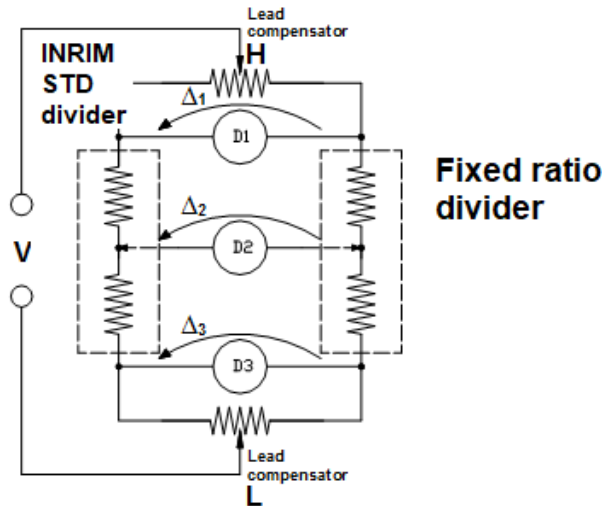 Lead
compensator
H
INRIM
STD
divider
Δ1
D1
Fixed ratio
divider
Δ2
D2
V
Δ3
D3
Lead
compensator
L